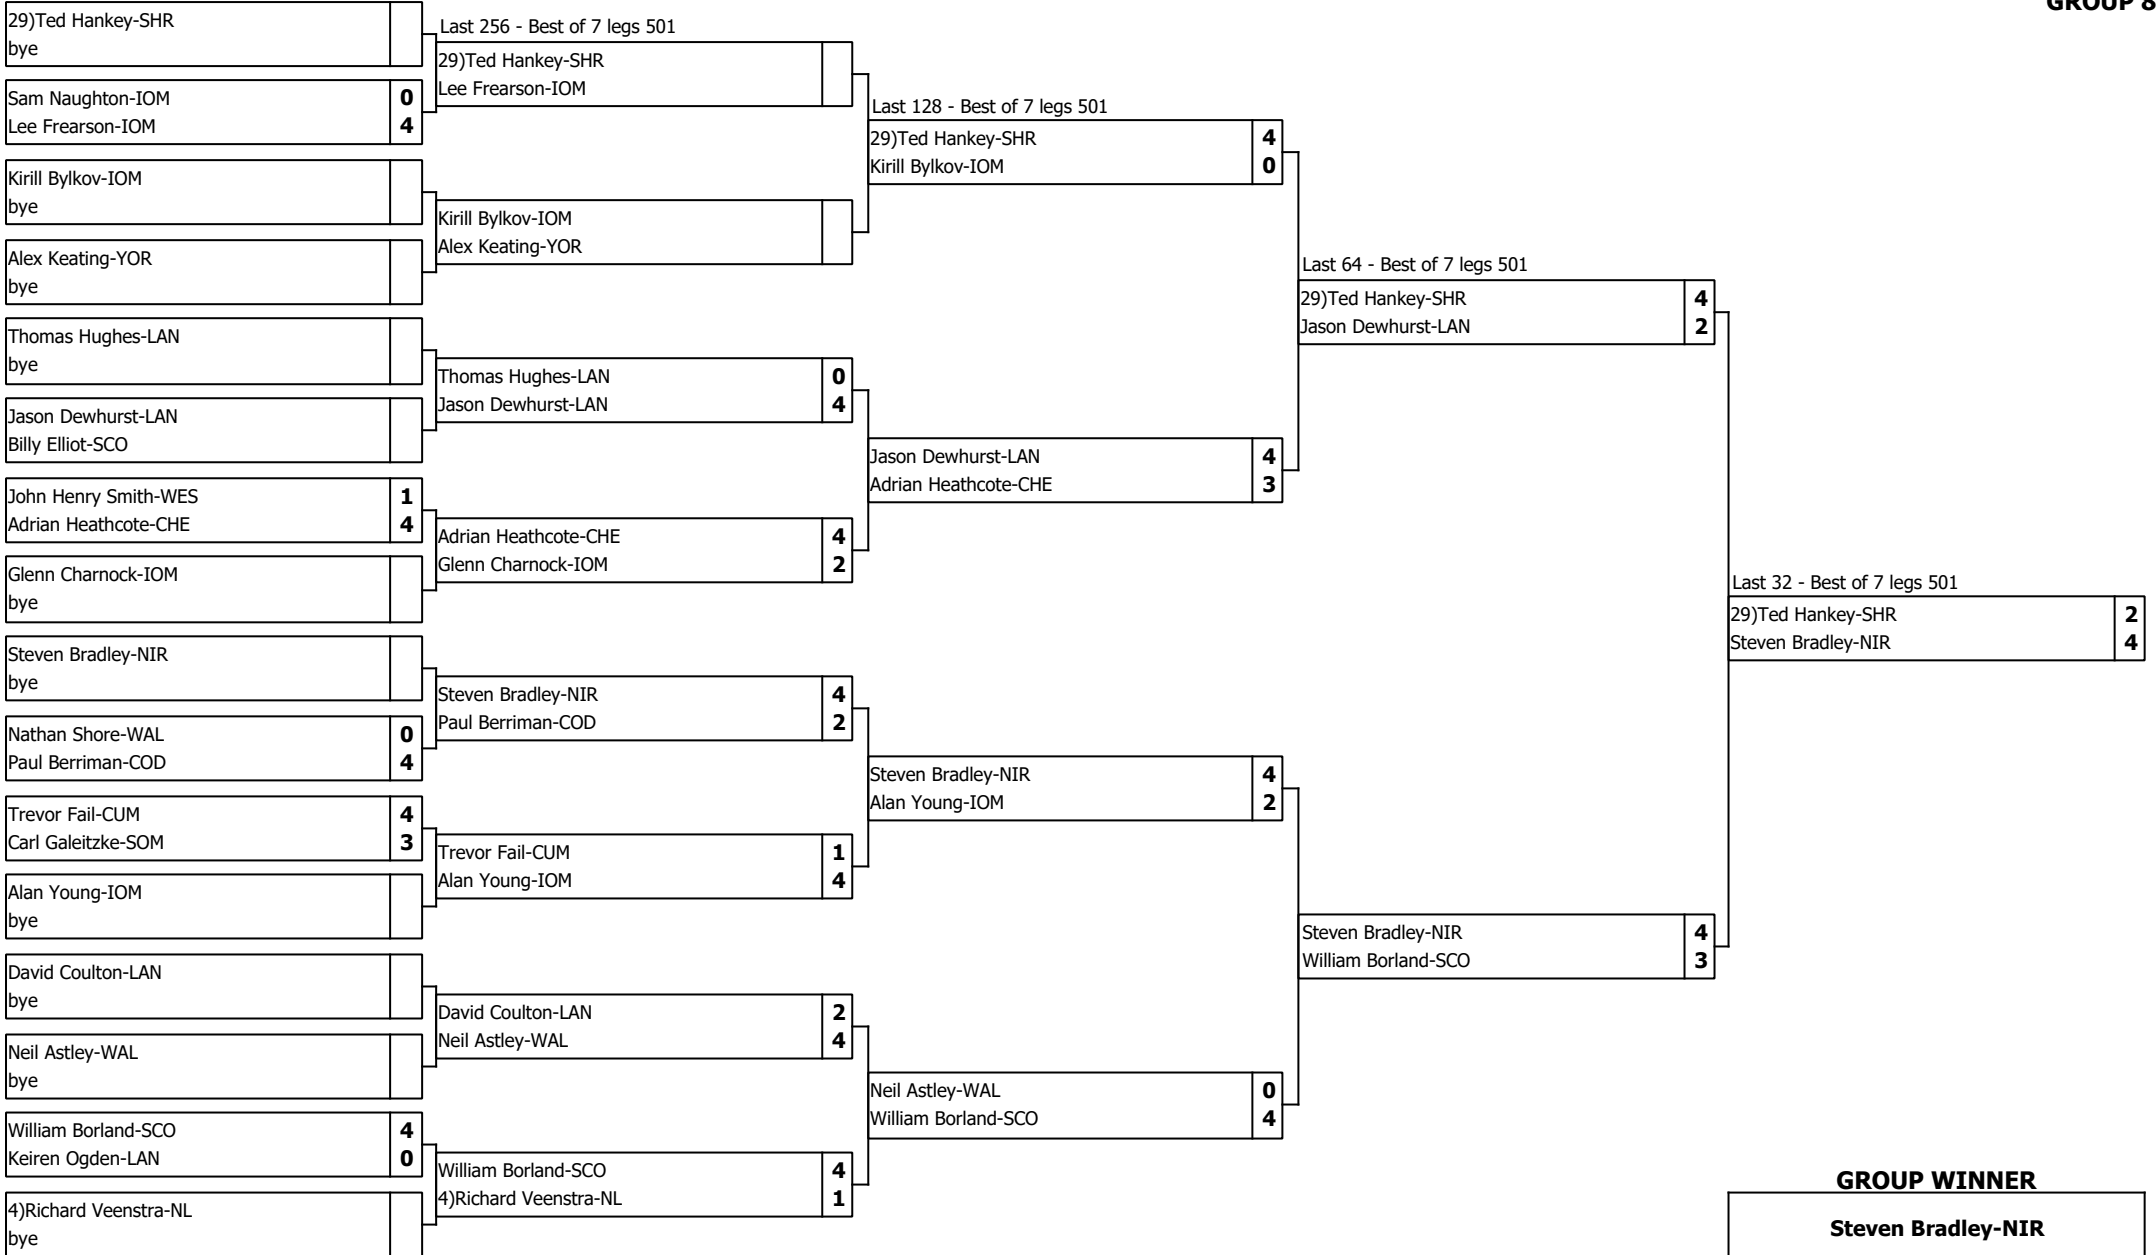 GROUP 8
29)Ted Hankey-SHR
bye
Sam Naughton-IOM 0
Lee Frearson-IOM 4
Kirill Bylkov-IOM
bye
Alex Keating-YOR
bye
Thomas Hughes-LAN
bye
Jason Dewhurst-LAN
Billy Elliot-SCO
John Henry Smith-WES 1
Adrian Heathcote-CHE 4
Glenn Charnock-IOM
bye
Steven Bradley-NIR
bye
Nathan Shore-WAL 0
Paul Berriman-COD 4
Trevor Fail-CUM 4
Carl Galeitzke-SOM 3
Alan Young-IOM
bye
David Coulton-LAN
bye
Neil Astley-WAL
bye
William Borland-SCO 4
Keiren Ogden-LAN 0
4)Richard Veenstra-NL
bye
Last 256 - Best of 7 legs 501
29)Ted Hankey-SHR
Lee Frearson-IOM
Kirill Bylkov-IOM
Alex Keating-YOR
Thomas Hughes-LAN 0
Jason Dewhurst-LAN 4
Adrian Heathcote-CHE 4
Glenn Charnock-IOM 2
Steven Bradley-NIR 4
Paul Berriman-COD 2
Trevor Fail-CUM 1
Alan Young-IOM 4
David Coulton-LAN 2
Neil Astley-WAL 4
William Borland-SCO 4
4)Richard Veenstra-NL 1
Last 128 - Best of 7 legs 501
29)Ted Hankey-SHR 4
Kirill Bylkov-IOM 0
Jason Dewhurst-LAN 4
Adrian Heathcote-CHE 3
Steven Bradley-NIR 4
Alan Young-IOM 2
Neil Astley-WAL 0
William Borland-SCO 4
Last 64 - Best of 7 legs 501
29)Ted Hankey-SHR 4
Jason Dewhurst-LAN 2
Steven Bradley-NIR 4
William Borland-SCO 3
Last 32 - Best of 7 legs 501
29)Ted Hankey-SHR 2
Steven Bradley-NIR 4
GROUP WINNER
Steven Bradley-NIR